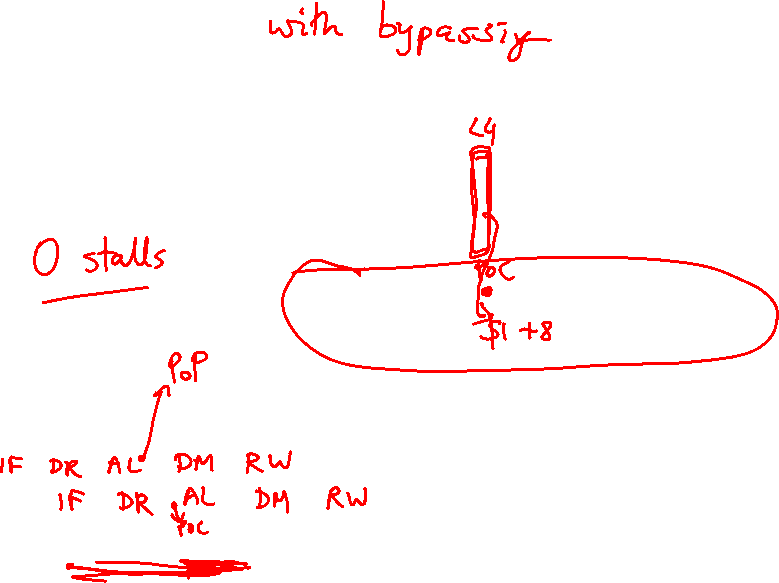 with bypassing
L4
0 stalls
PoC
$1 +8
PoP
IF DR AL DM RW
IF DR AL DM RW
PoC